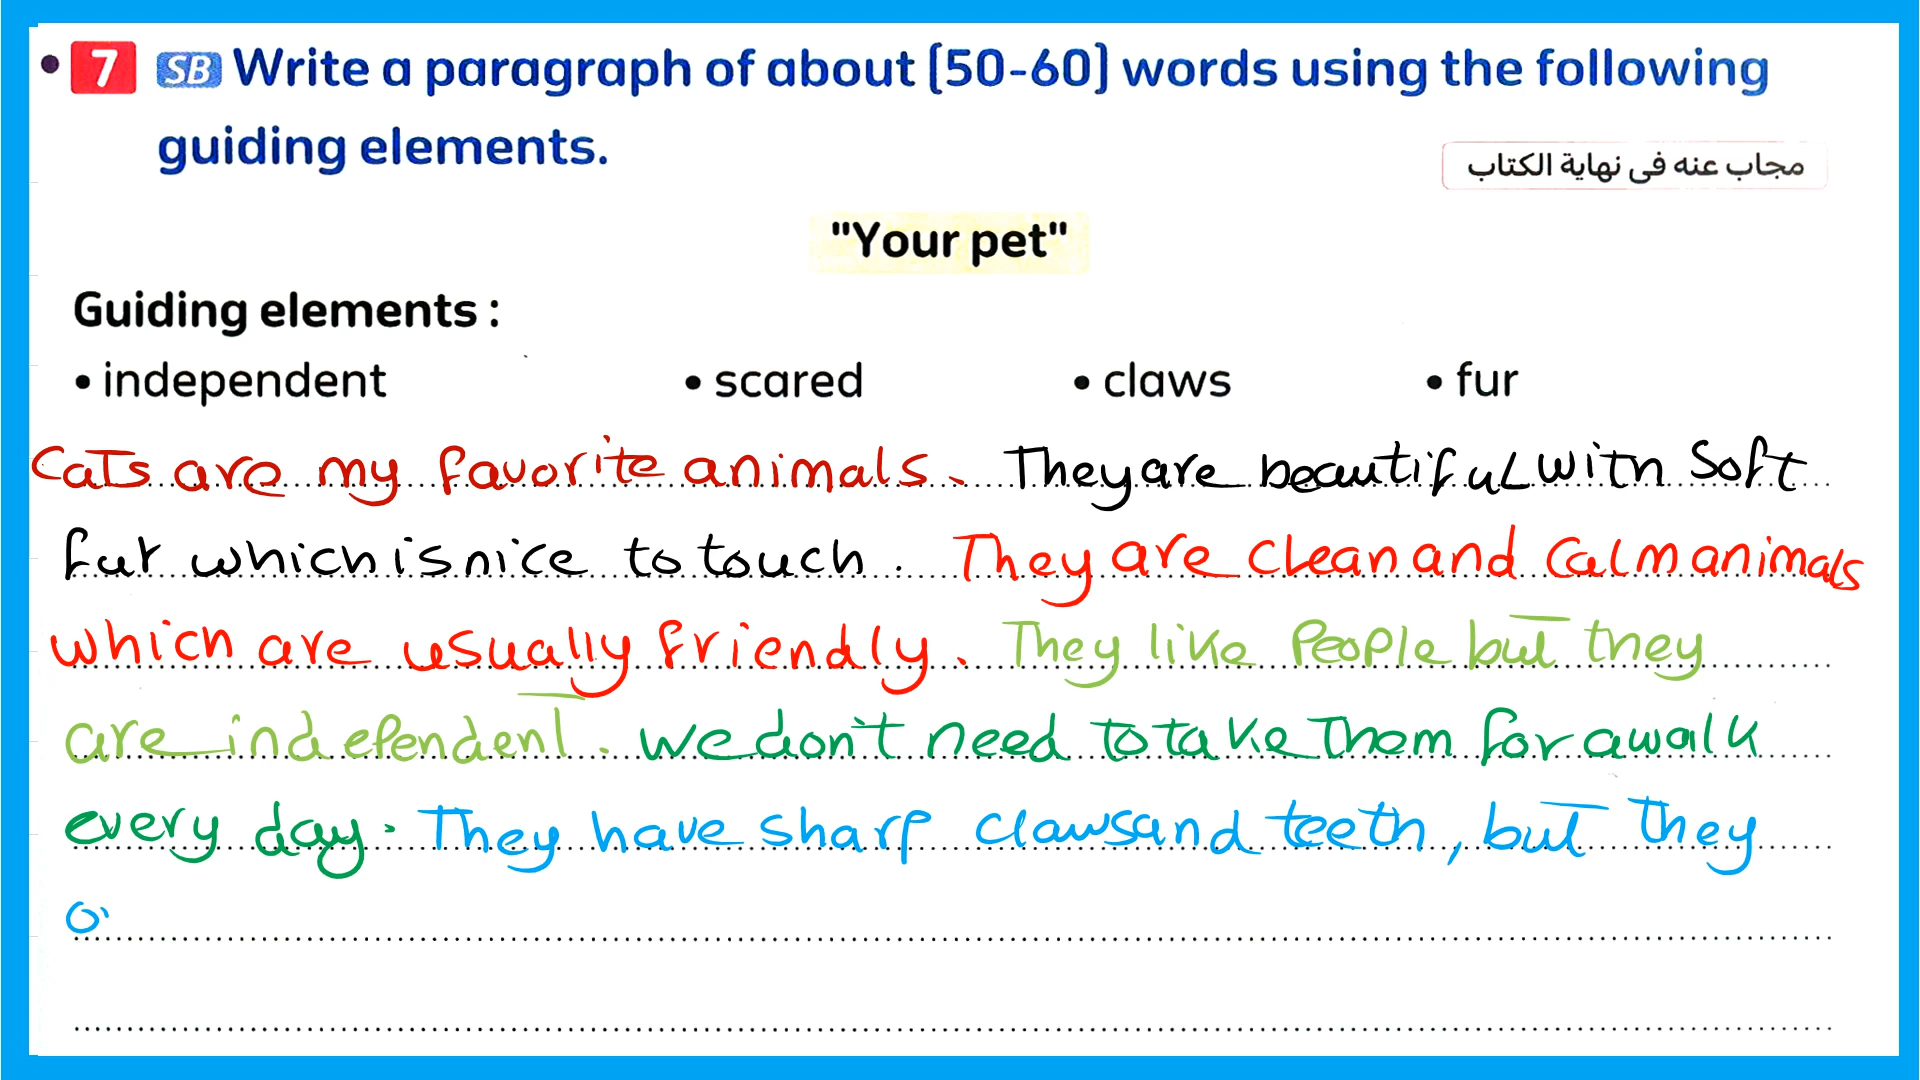 • 7 SB Write a paragraph of about (50-60) words using the following
guiding elements.
مجاب عنه فى نهاية الكتاب
"Your pet"
Guiding elements :
• independent • scared • claws • fur
Cats are my favorite animals. They are beautiful with soft
fur which is nice to touch. They are clean and calm animals
which are usually friendly. They like people but they
are independent. we don't need to take them for a walk
every day. They have sharp claws and teeth, but they